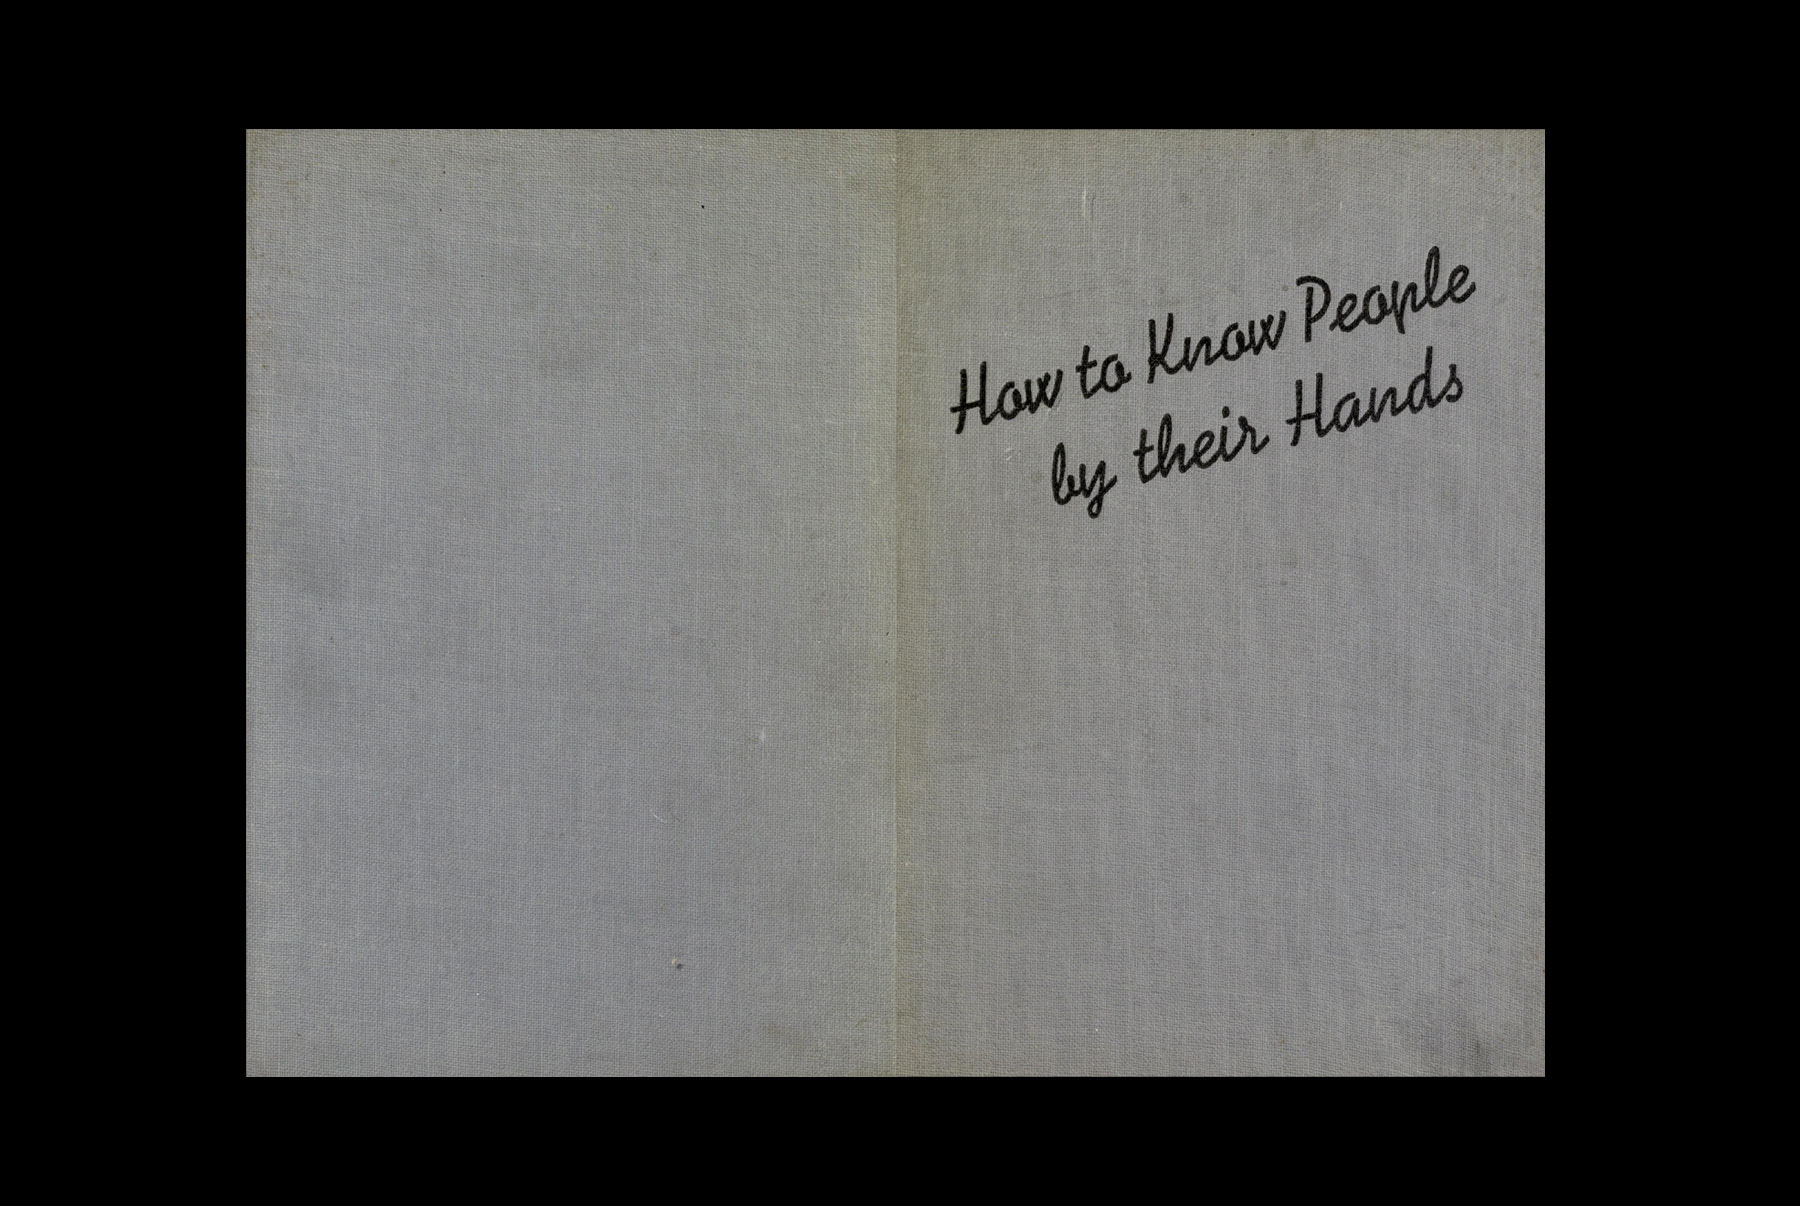 How to Know People
by their Hands